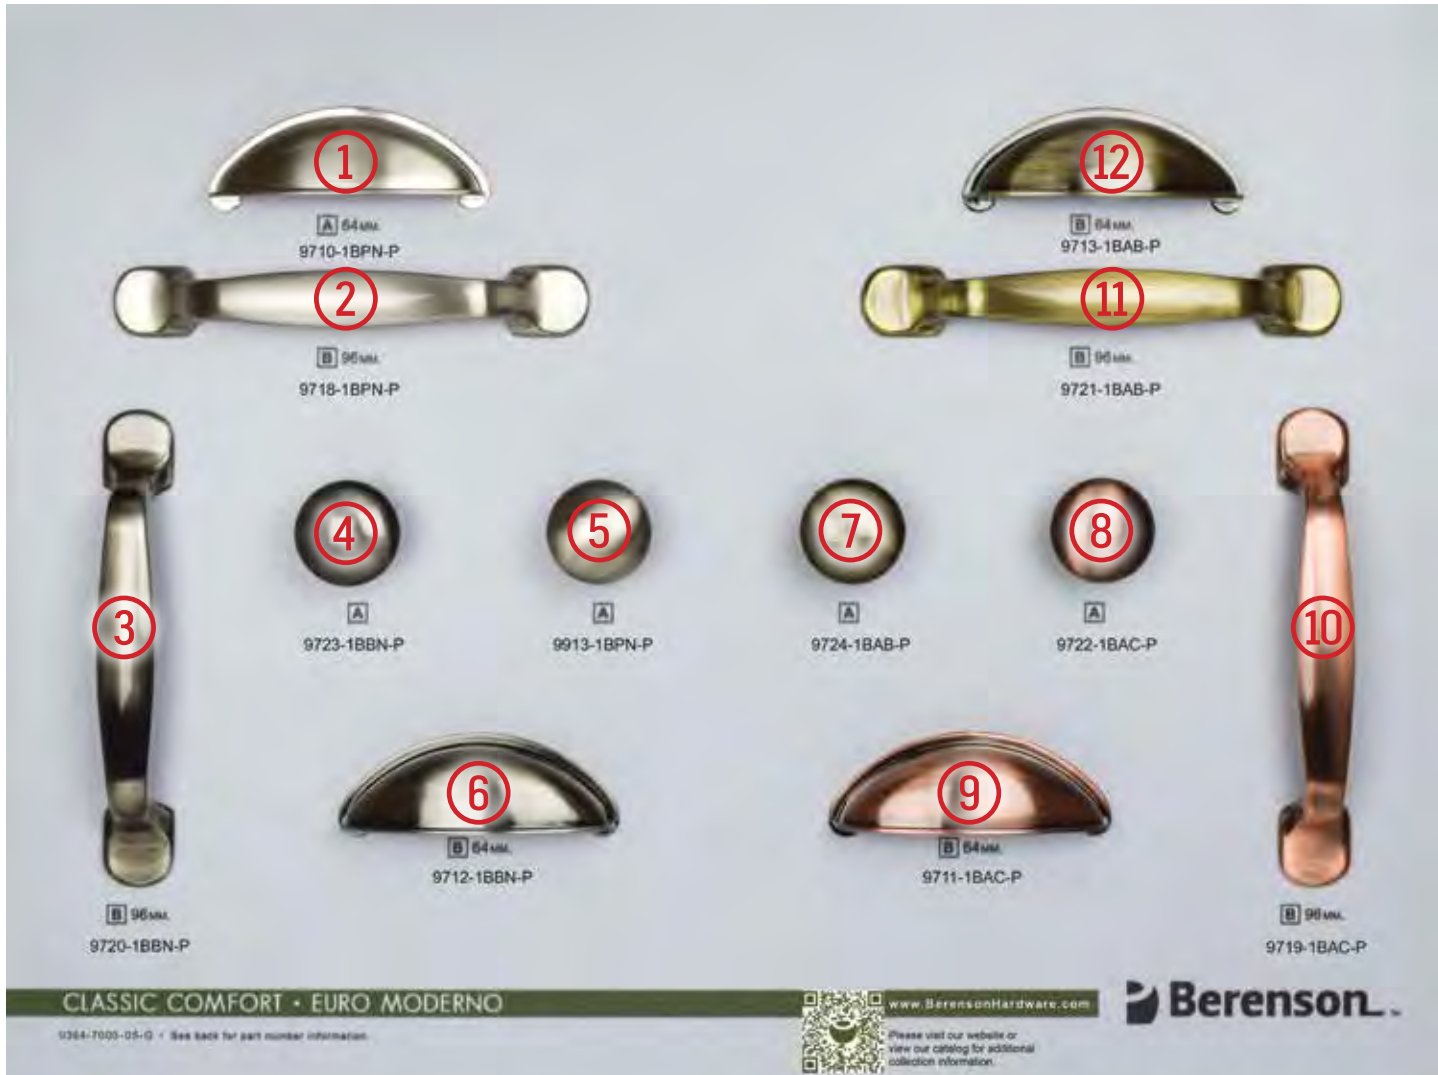 1
12
A 64MM.
9710-1BPN-P
B 64MM.
9713-1BAB-P
2
11
B 96MM.
9718-1BPN-P
B 96MM.
9721-1BAB-P
3
4
5
7
8
10
A
9723-1BBN-P
A
9913-1BPN-P
A
9724-1BAB-P
A
9722-1BAC-P
6
9
B 64MM.
9712-1BBN-P
B 64MM.
9711-1BAC-P
B 96MM.
9720-1BBN-P
B 96MM.
9719-1BAC-P
CLASSIC COMFORT • EURO MODERNO
www.BerensonHardware.com
Berenson
See back for part number information.
Please visit our website or
view our catalog for additional
collection information.